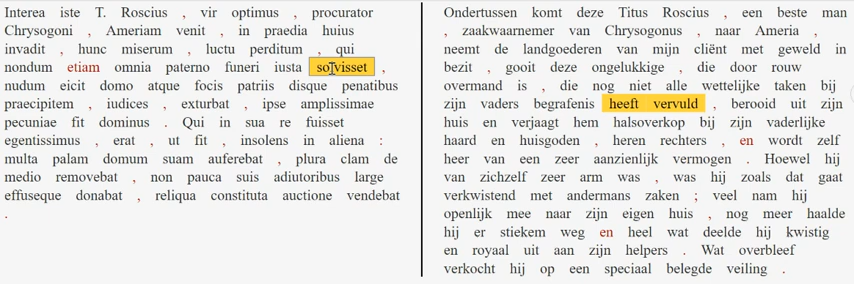 Interea iste T. Roscius , vir optimus , procurator
Chrysogoni , Ameriam venit , in praedia huius
invadit , hunc miserum , luctu perditum , qui
nondum etiam omnia paterno funeri iusta solvisset ,
nudum eicit domo atque focis patriis disque penatibus
praecipitem , iudices , exturbat , ipse amplissimae
pecuniae fit dominus . Qui in sua re fuisset
egentissimus , erat , ut fit , insolens in aliena :
multa palam domum suam auferebat , plura clam de
medio removebat , non pauca suis adiutoribus large
effuseque donabat , reliqua constituta auctione vendebat
.
Ondertussen komt deze Titus Roscius , een beste man
, zaakwaarnemer van Chrysogonus , naar Ameria ,
neemt de landgoederen van mijn cliënt met geweld in
bezit , gooit deze ongelukkige , die door rouw
overmand is , die nog niet alle wettelijke taken bij
zijn vaders begrafenis heeft vervuld , berooid uit zijn
huis en verjaagt hem halsoverkop bij zijn vaderlijke
haard en huisgoden , heren rechters , en wordt zelf
heer van een zeer aanzienlijk vermogen . Hoewel hij
van zichzelf zeer arm was , was hij zoals dat gaat
verkwistend met andermans zaken ; veel nam hij
openlijk mee naar zijn eigen huis , nog meer haalde
hij er stiekem weg en heel wat deelde hij kwistig
en royaal uit aan zijn helpers . Wat overbleef
verkocht hij op een speciaal belegde veiling .